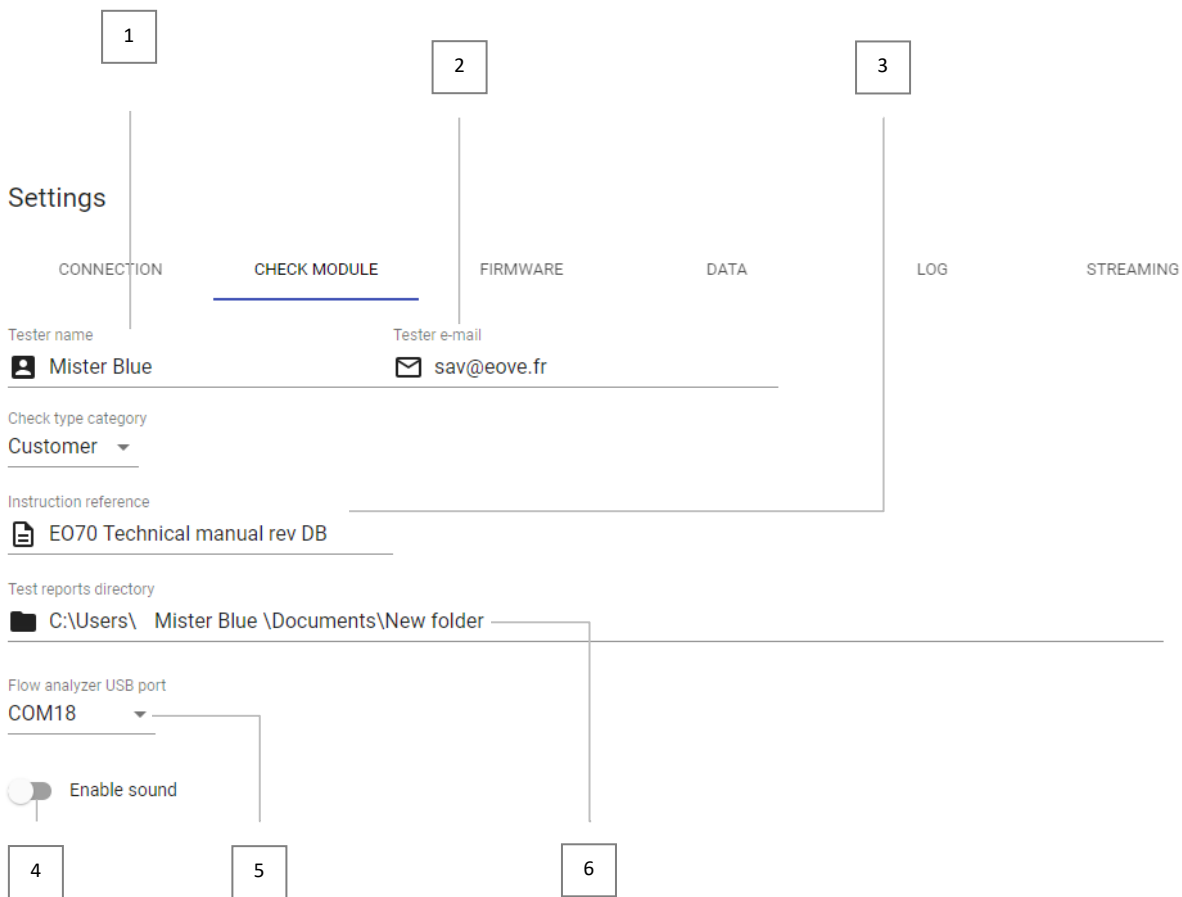 1
2
3
Settings
CONNECTION CHECK MODULE FIRMWARE DATA LOG STREAMING
Tester name Tester e-mail
Mister Blue sav@eove.fr
Check type category
Customer
Instruction reference
EO70 Technical manual rev DB
Test reports directory
C:\Users\ Mister Blue \Documents\New folder
Flow analyzer USB port
COM18
Enable sound
4 5 6